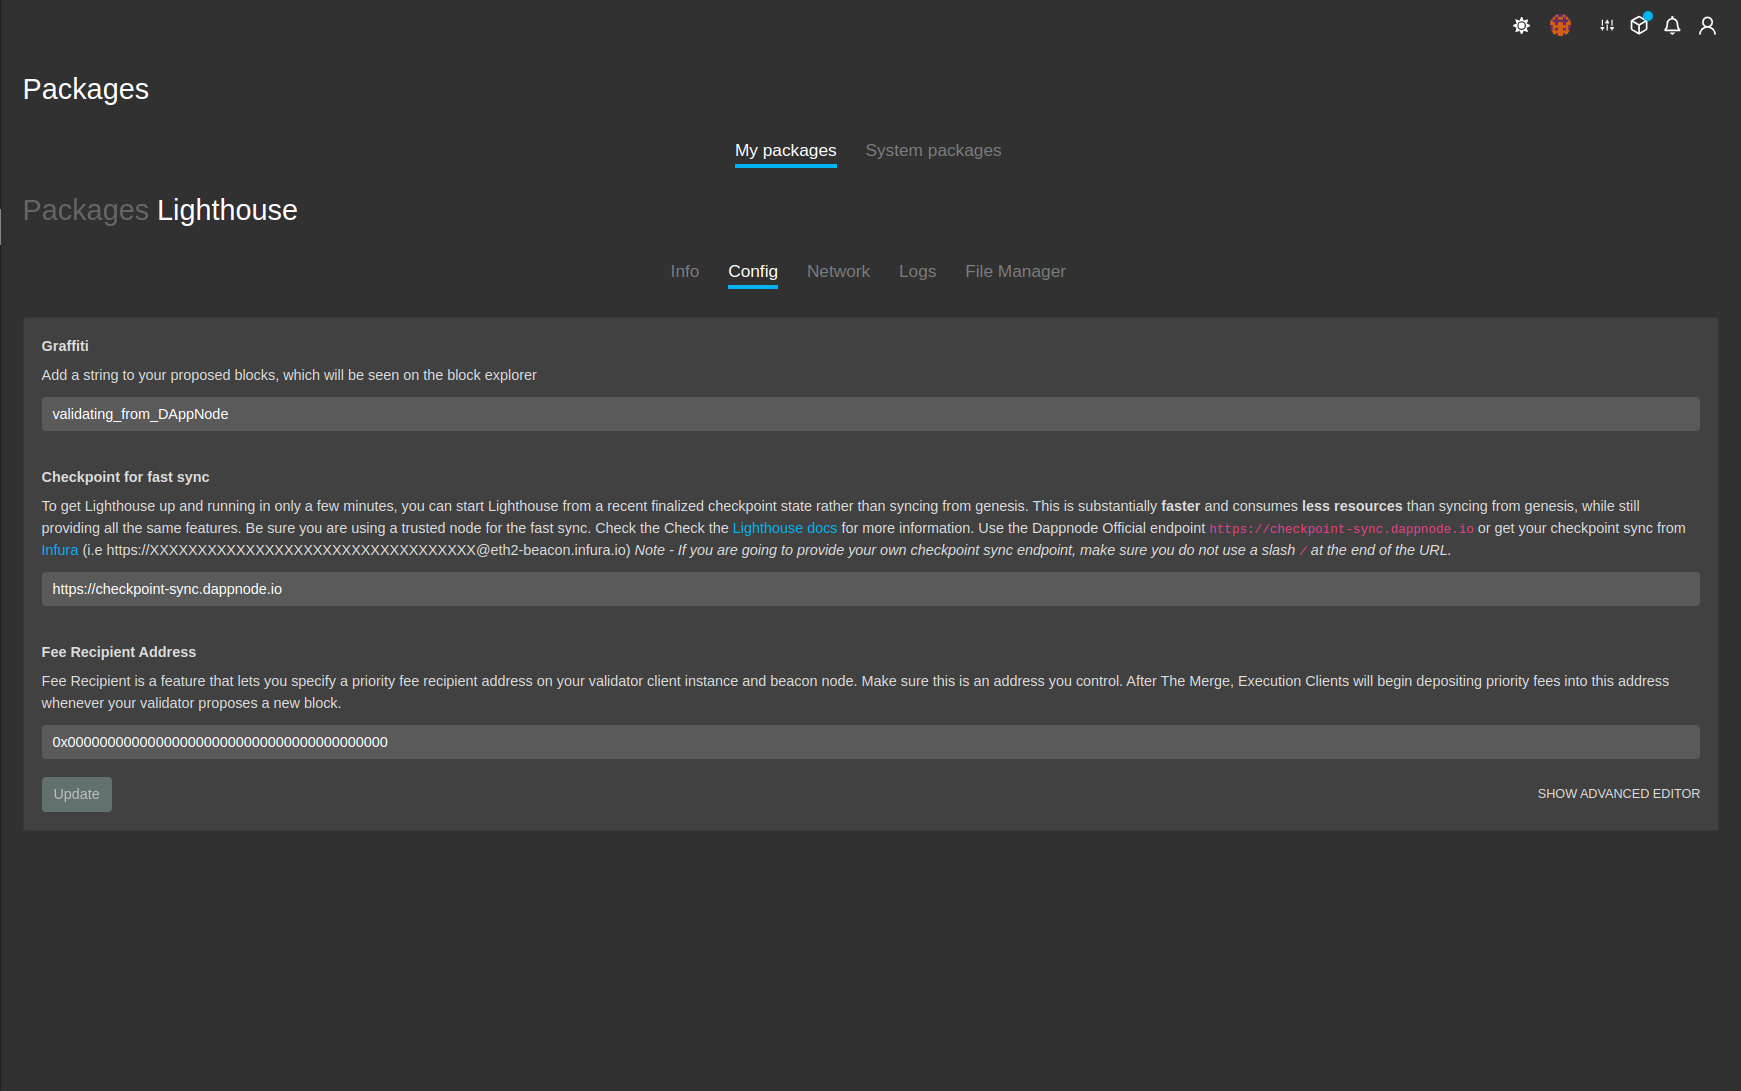 Packages
My packages System packages
Packages Lighthouse
Info Config Network Logs File Manager
Graffiti
Add a string to your proposed blocks, which will be seen on the block explorer
validating_from_DAppNode
Checkpoint for fast sync
To get Lighthouse up and running in only a few minutes, you can start Lighthouse from a recent finalized checkpoint state rather than syncing from genesis. This is substantially faster and consumes less resources than syncing from genesis, while still
providing all the same features. Be sure you are using a trusted node for the fast sync. Check the Check the Lighthouse docs for more information. Use the Dappnode Official endpoint https://checkpoint-sync.dappnode.io or get your checkpoint sync from
Infura (i.e https://XXXXXXXXXXXXXXXXXXXXXXXXXXXXXXXXXX@eth2-beacon.infura.io) Note - If you are going to provide your own checkpoint sync endpoint, make sure you do not use a slash / at the end of the URL.
https://checkpoint-sync.dappnode.io
Fee Recipient Address
Fee Recipient is a feature that lets you specify a priority fee recipient address on your validator client instance and beacon node. Make sure this is an address you control. After The Merge, Execution Clients will begin depositing priority fees into this address
whenever your validator proposes a new block.
0x0000000000000000000000000000000000000000
Update SHOW ADVANCED EDITOR